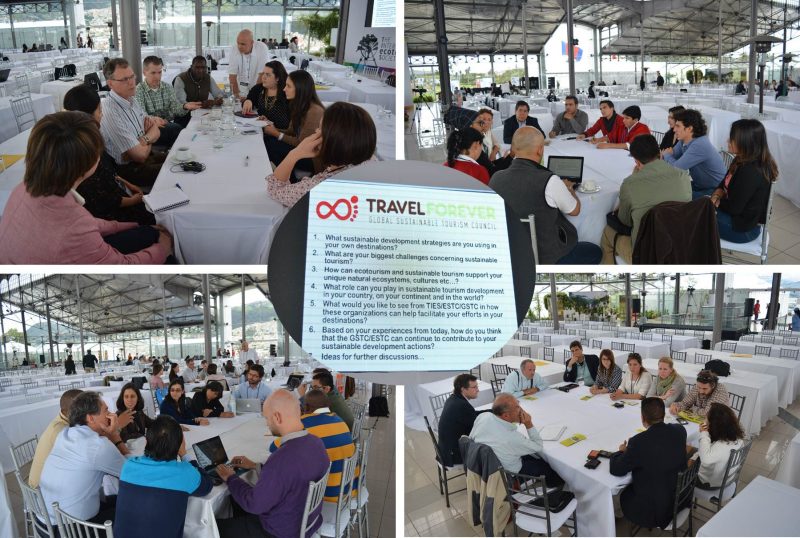 THE
INTER
ecoto
SOCIE
TRAVELFOREVER
GLOBAL SUSTAINABLE TOURISM COUNCIL
1. What sustainable development strategies are you using in
your own destinations?
2. What are your biggest challenges concerning sustainable
tourism?
3. How can ecotourism and sustainable tourism support your
unique natural ecosystems, cultures etc...?
4. What role can you play in sustainable tourism development
in your country, on your continent and in the world?
5. What would you like to see from TIES/ESTC/GSTC in how
these organizations can help facilitate your efforts in your
destinations?
6. Based on your experiences from today, how do you think
that the GSTC/ESTC can continue to contribute to your
sustainable development actions?
Ideas for further discussions...